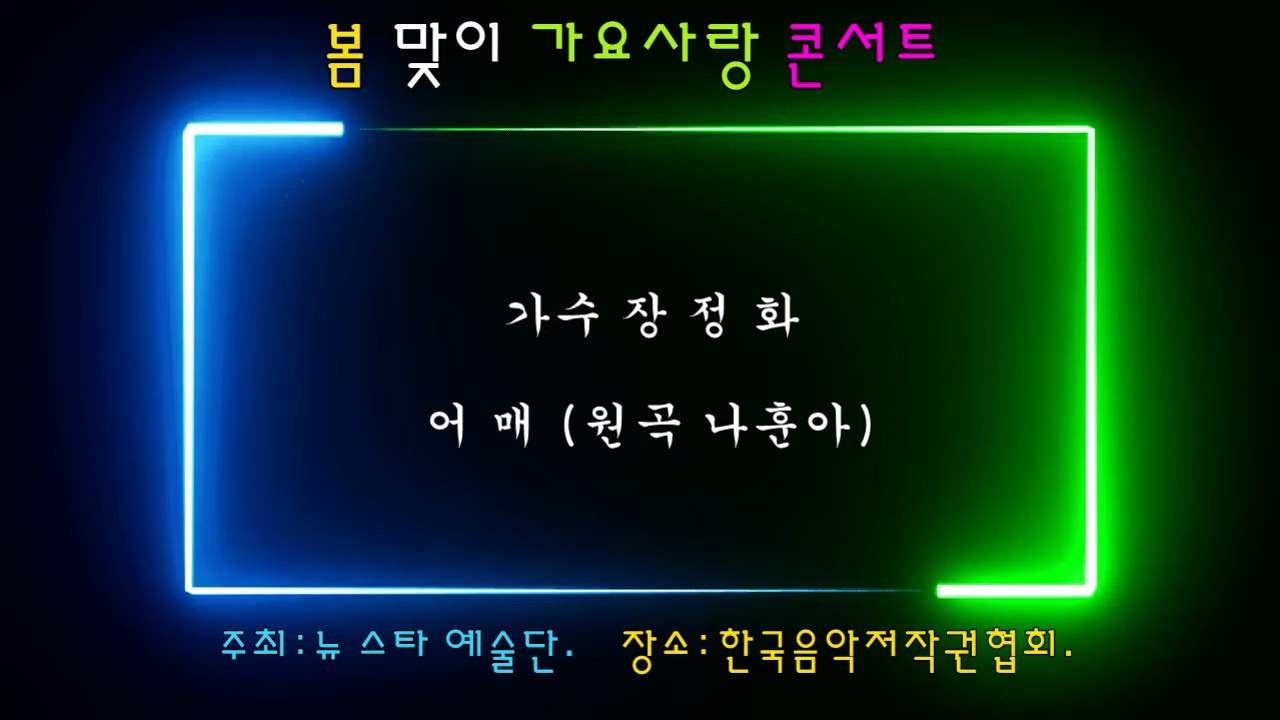 봄 맞이 가요사랑 콘서트
가수 장 정 화
어 매 (원곡 나훈아)
주최:뉴 스타 예술단. 장소:한국음악저작권협회.